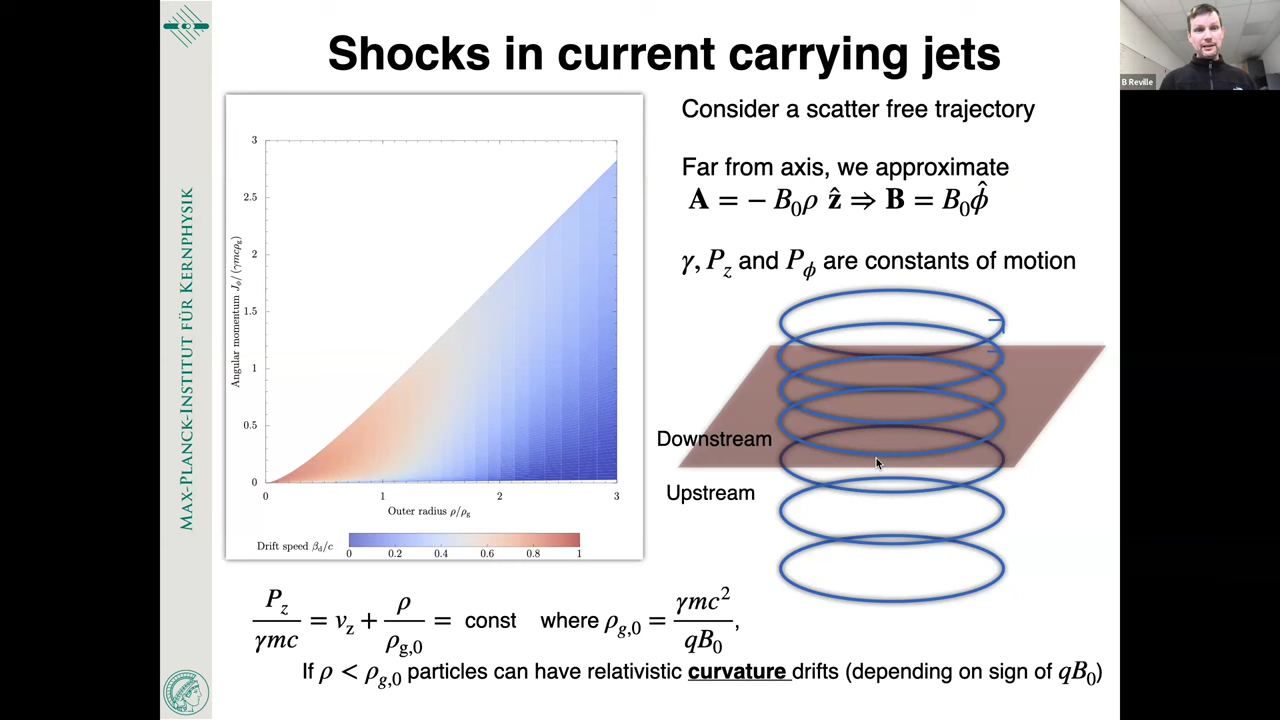 Shocks in current carrying jets
B Reville
MAX-PLANCK-INSTITUT FÜR KERNPHYSIK
Consider a scatter free trajectory
Far from axis, we approximate
A = − B₀ρ ẑ ⇒ B = B₀ϕ̂
γ, P_z and P_ϕ are constants of motion
Downstream
Upstream
3
2.5
2
1.5
1
0.5
0
Angular momentum J_ϕ/(γmcρ_g)
0 1 2 3
Outer radius ρ/ρ_g
Drift speed β_d/c
0 0.2 0.4 0.6 0.8 1
P_z/γmc = v_z + ρ/ρ_g,0 = const where ρ_g,0 = γmc²/qB₀,
If ρ < ρ_g,0 particles can have relativistic curvature drifts (depending on sign of qB₀)